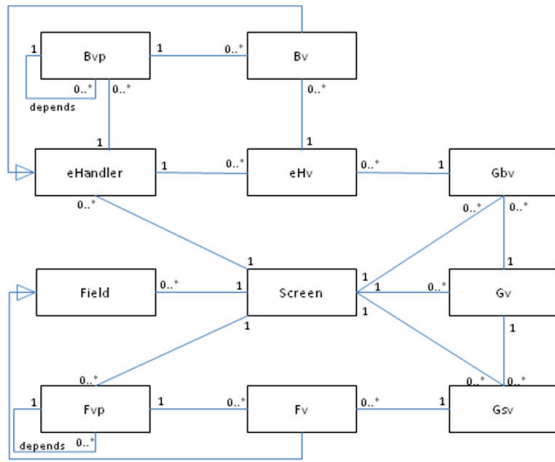 1
Bvp
1
0..*
Bv
0..*
0..*
0..*
depends
1
1
eHandler
1
0..*
eHv
0..*
1
Gbv
0..*
0..*
0..*
1
1
1
Field
0..*
1
Screen
1
0..*
Gv
1
1
1
0..*
0..*
0..*
1
Fvp
1
0..*
Fv
0..*
1
Gsv
0..*
depends